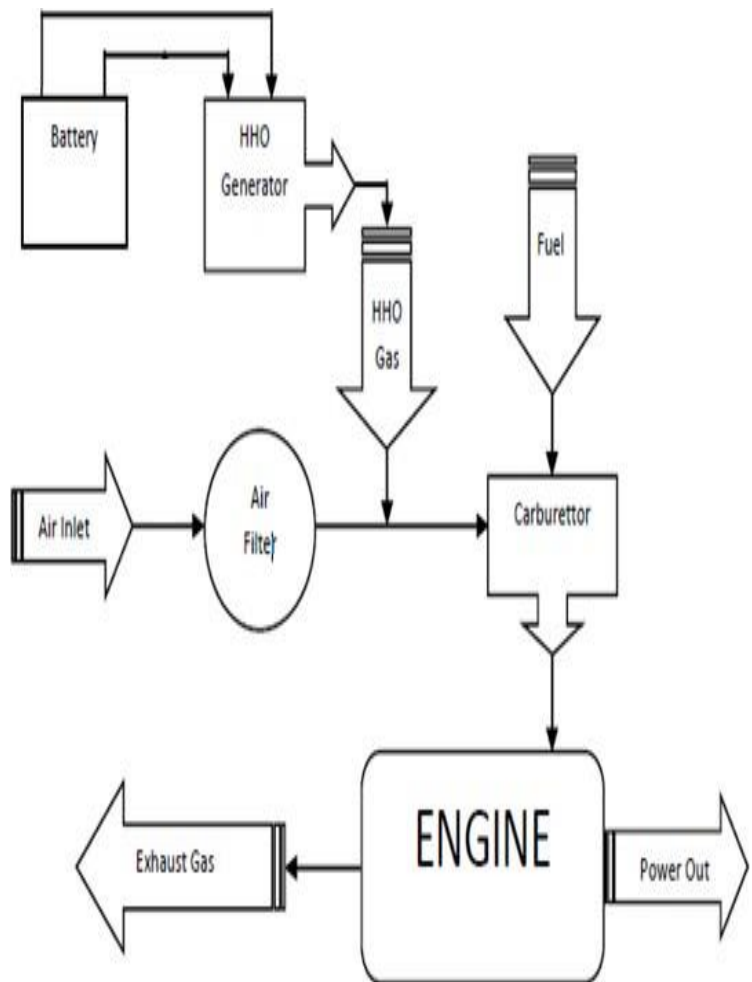 Battery
HHO
Generator
Fuel
HHO
Gas
Air Inlet
Air
Filter
Carburettor
ENGINE
Exhaust Gas
Power Out